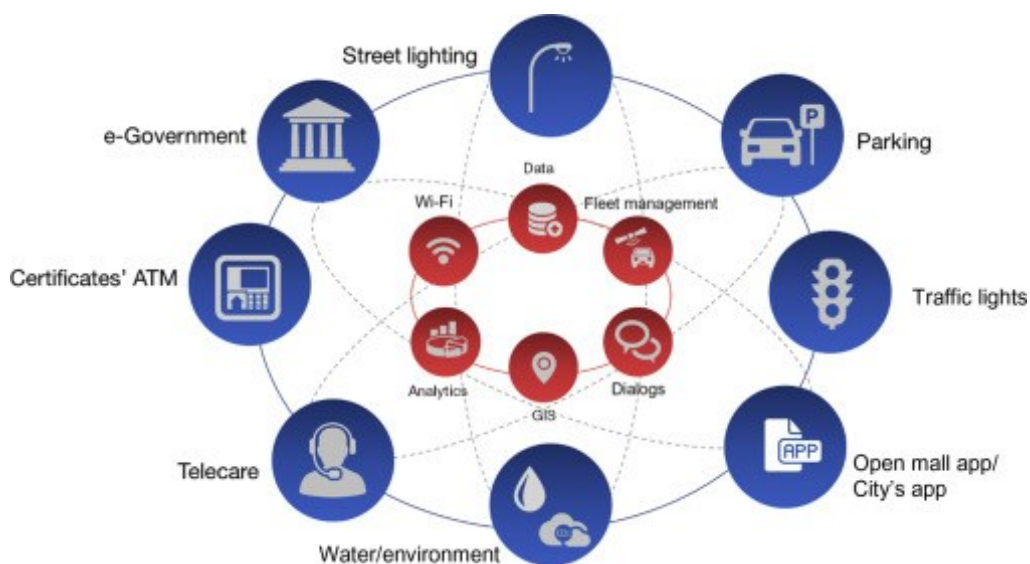 Street lighting
e-Government
P
Parking
Data
Wi-Fi
Fleet management
Certificates' ATM
Traffic lights
Analytics
GIS
Dialogs
Telecare
APP
Open mall app/
City's app
Water/environment